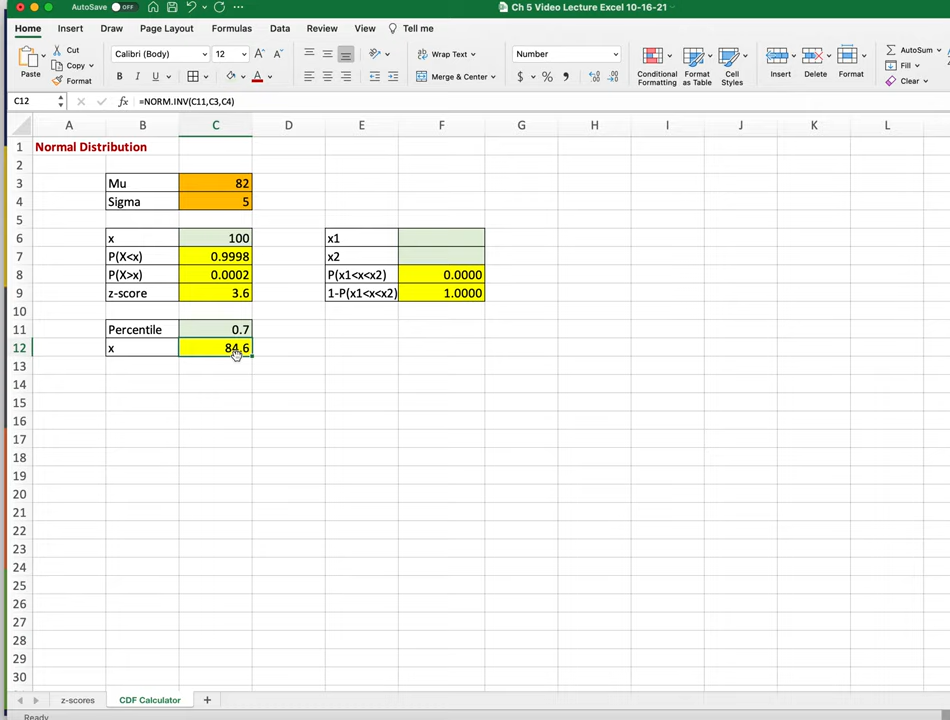 AutoSave OFF ... Ch 5 Video Lecture Excel 10-16-21
Home Insert Draw Page Layout Formulas Data Review View Tell me
Paste Cut Copy Format
Calibri (Body) 12 A^ A
B I U A
Wrap Text
Merge & Center
Number
$ % 9
Conditional Formatting
Format as Table
Cell Styles
Insert Delete Format
AutoSum
Fill
Clear
C12 fx =NORM.INV(C11,C3,C4)
A B C D E F G H I J K L
1 Normal Distribution
2
3 Mu 82
4 Sigma 5
5
6 x 100 x1
7 P(X<x) 0.9998 x2
8 P(X>x) 0.0002 P(x1<x<x2) 0.0000
9 z-score 3.6 1-P(x1<x<x2) 1.0000
10
11 Percentile 0.7
12 x 84.6
13
14
15
16
17
18
19
20
21
22
23
24
25
26
27
28
29
30
z-scores CDF Calculator +
Ready